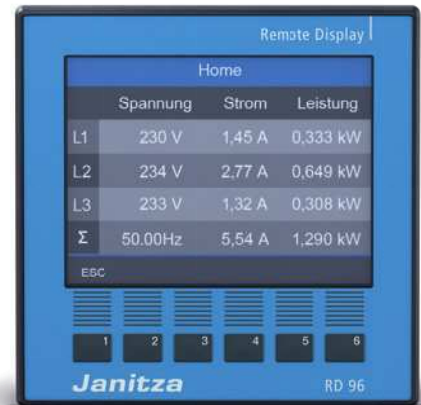 Remote Display
Home
Spannung Strom Leistung
L1 230 V 1,45 A 0,333 kW
L2 234 V 2,77 A 0,649 kW
L3 233 V 1,32 A 0,308 kW
Σ 50.00Hz 5,54 A 1,290 kW
ESC
1 2 3 4 5 6
Janitza RD 96